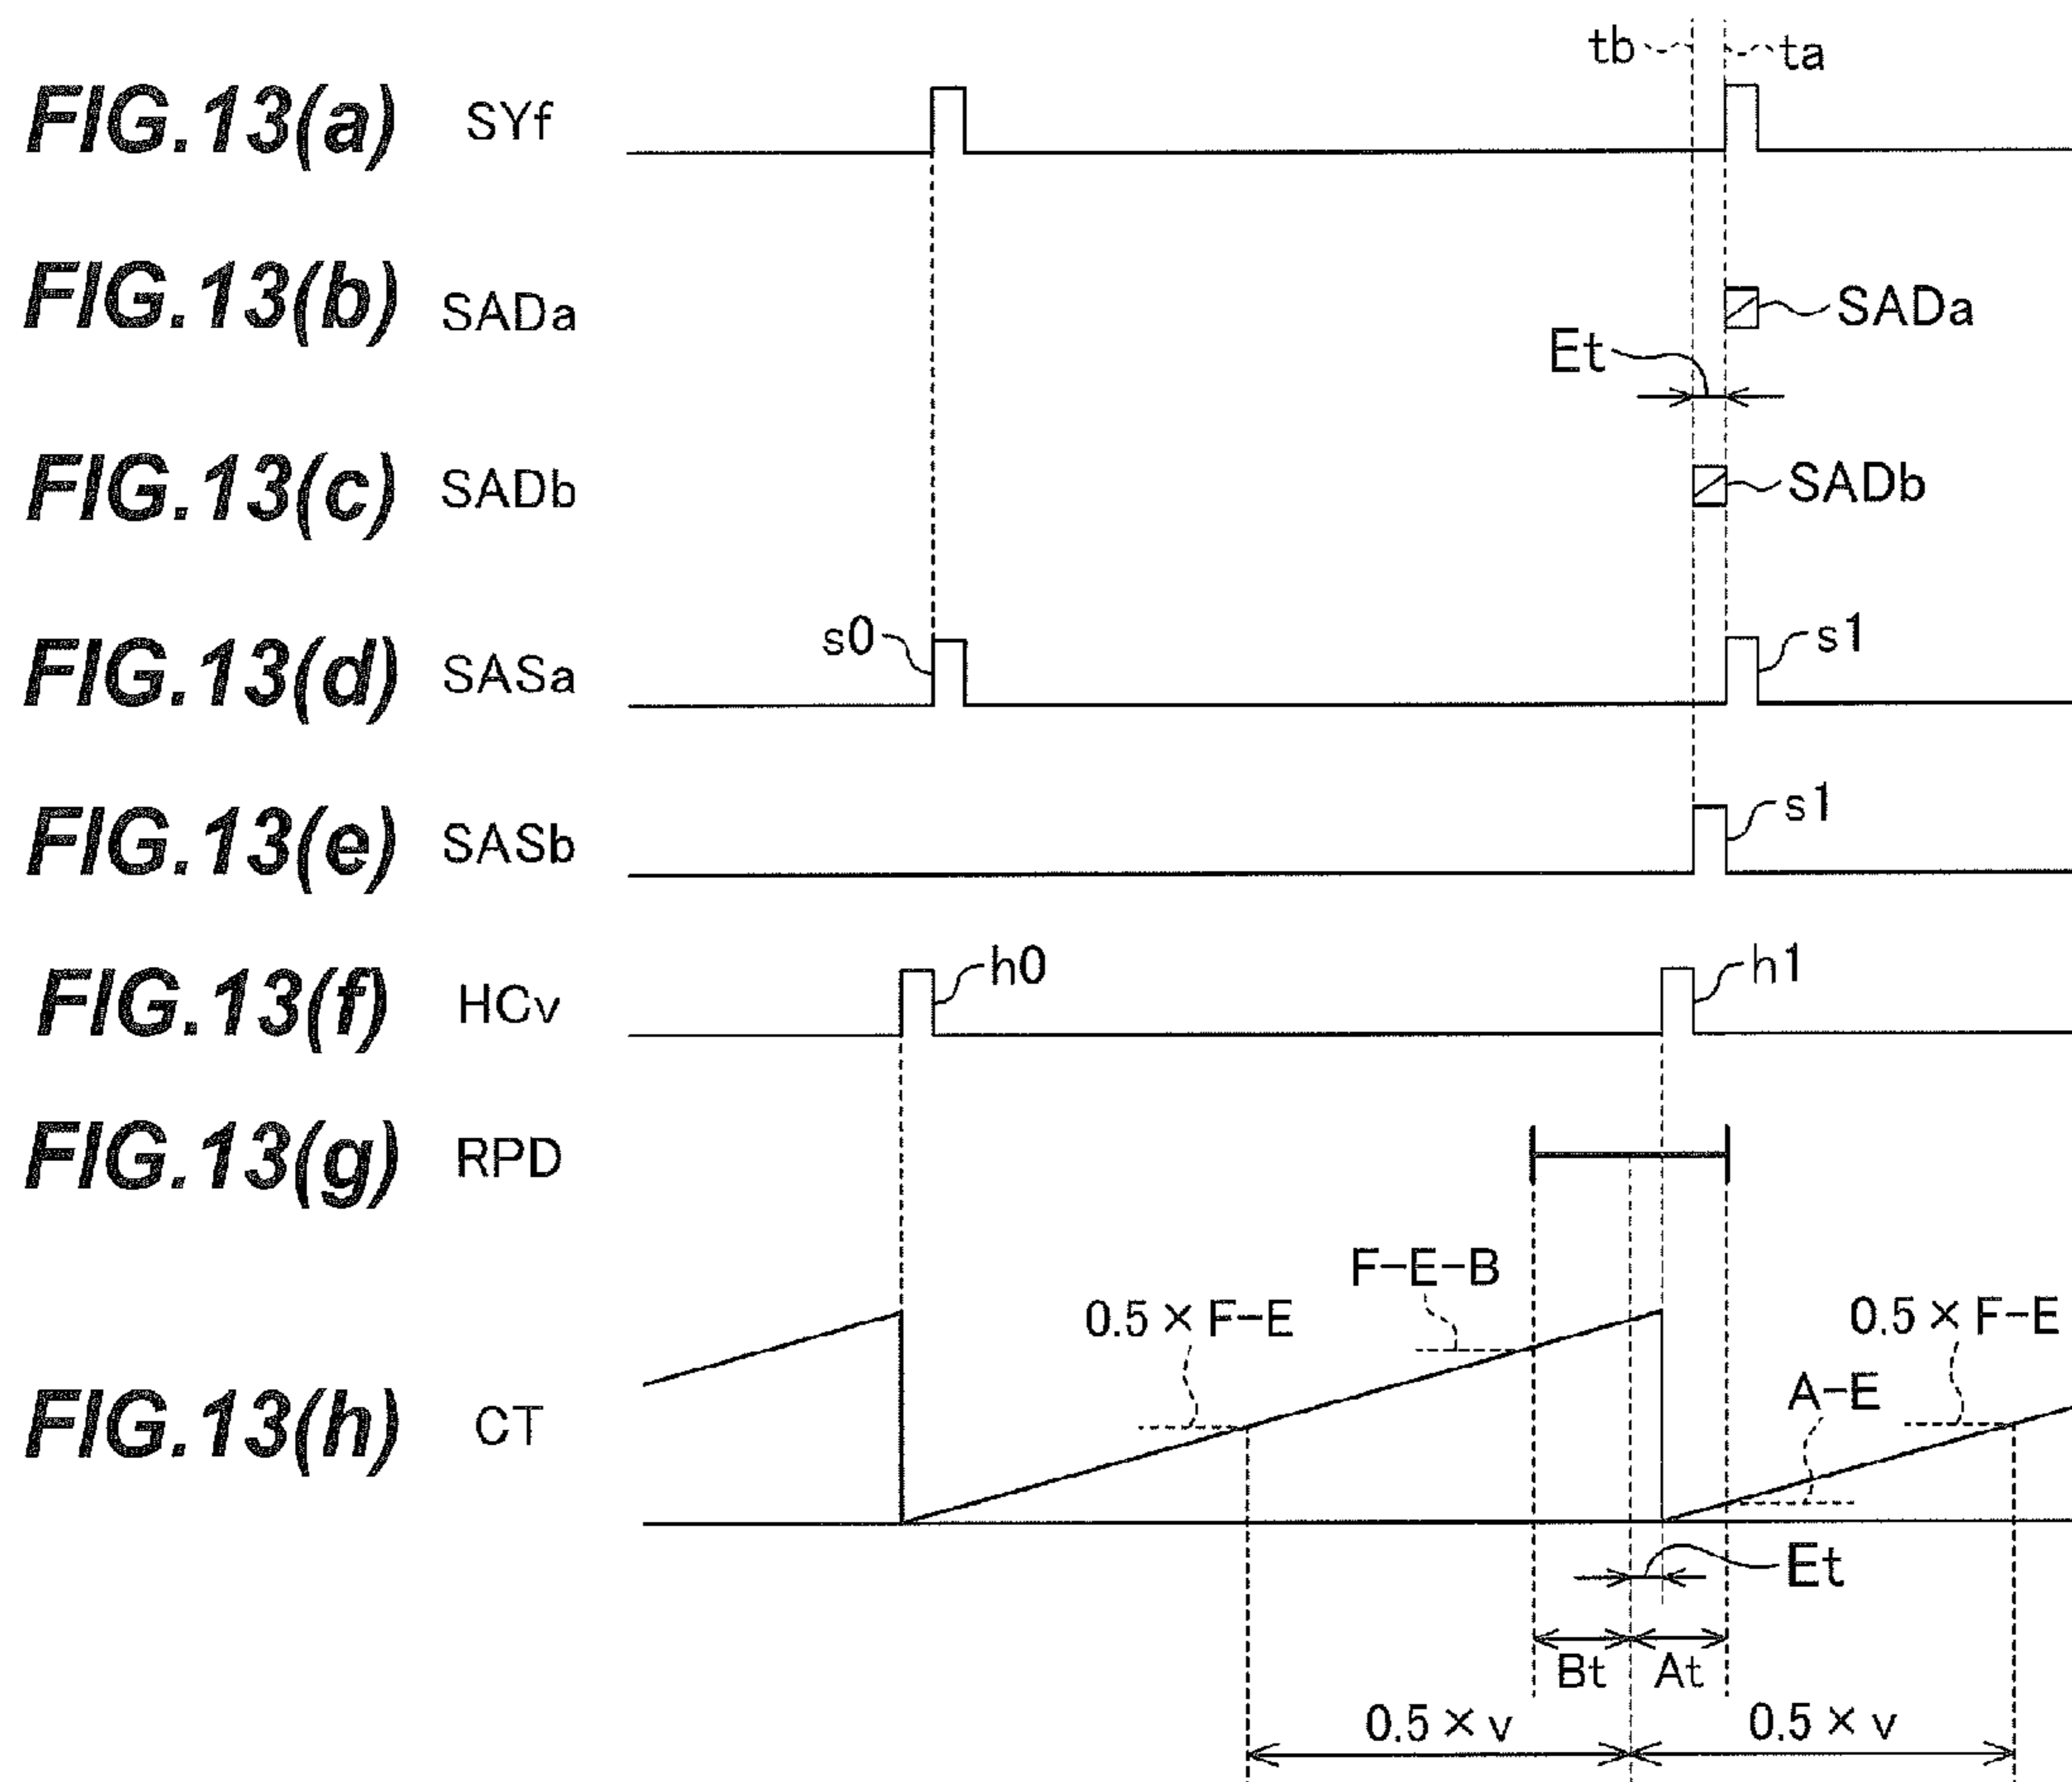 tb ta
FIG.13(a) SYf
FIG.13(b) SADa SADa
Et
FIG.13(c) SADb SADb
FIG.13(d) SASa s0 s1
FIG.13(e) SASb s1
FIG.13(f) HCv h0 h1
FIG.13(g) RPD
F-E-B
0.5 × F-E 0.5 × F-E
A-E
FIG.13(h) CT
Et
Bt At
0.5 × v 0.5 × v